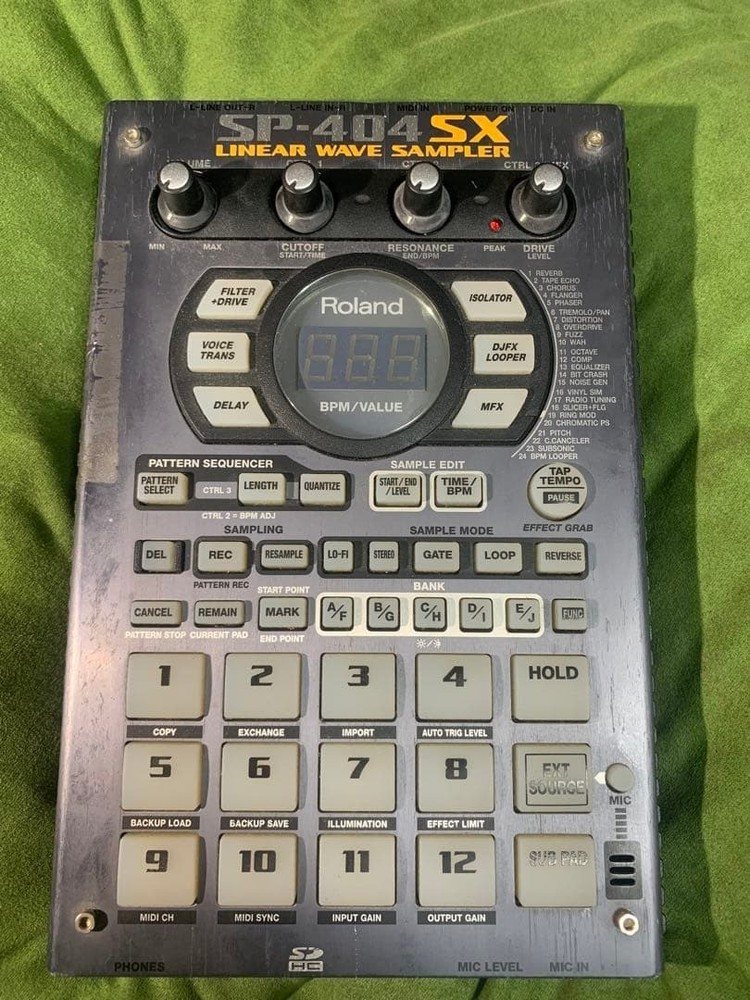 L-LINE OUT-R L-LINE IN-R MIDI IN POWER ON DC IN
SP-404SX
LINEAR WAVE SAMPLER
MIN MAX CUTOFF RESONANCE PEAK DRIVE
START/TIME END/BPM LEVEL
FILTER +DRIVE
VOICE TRANS
DELAY
Roland
BPM/VALUE
ISOLATOR
DJFX LOOPER
MFX
1 REVERB
2 TAPE ECHO
3 CHORUS
4 FLANGER
5 PHASER
6 TREMOLO/PAN
7 DISTORTION
8 OVERDRIVE
9 FUZZ
10 WAH
11 OCTAVE
12 COMP
13 EQUALIZER
14 BIT CRASH
15 NOISE GEN
16 VINYL SIM
17 RADIO TUNING
18 SLICER+FLG
19 RING MOD
20 CHROMATIC PS
21 PITCH
22 C.CANCELER
23 SUBSONIC
24 BPM LOOPER
PATTERN SEQUENCER
PATTERN SELECT CTRL 3 LENGTH QUANTIZE
CTRL 2 = BPM ADJ
SAMPLE EDIT
START/END /LEVEL TIME/ BPM
TAP TEMPO
PAUSE
EFFECT GRAB
SAMPLING SAMPLE MODE
DEL REC RESAMPLE LO-FI STEREO GATE LOOP REVERSE
PATTERN REC START POINT BANK
CANCEL REMAIN MARK A/F B/G C/H D/I E/J FUNC
PATTERN STOP CURRENT PAD END POINT
1 2 3 4 HOLD
COPY EXCHANGE IMPORT AUTO TRIG LEVEL
5 6 7 8 EXT SOURCE
MIC
BACKUP LOAD BACKUP SAVE ILLUMINATION EFFECT LIMIT
9 10 11 12 SUB PAD
MIDI CH MIDI SYNC INPUT GAIN OUTPUT GAIN
PHONES SD HC MIC LEVEL MIC IN